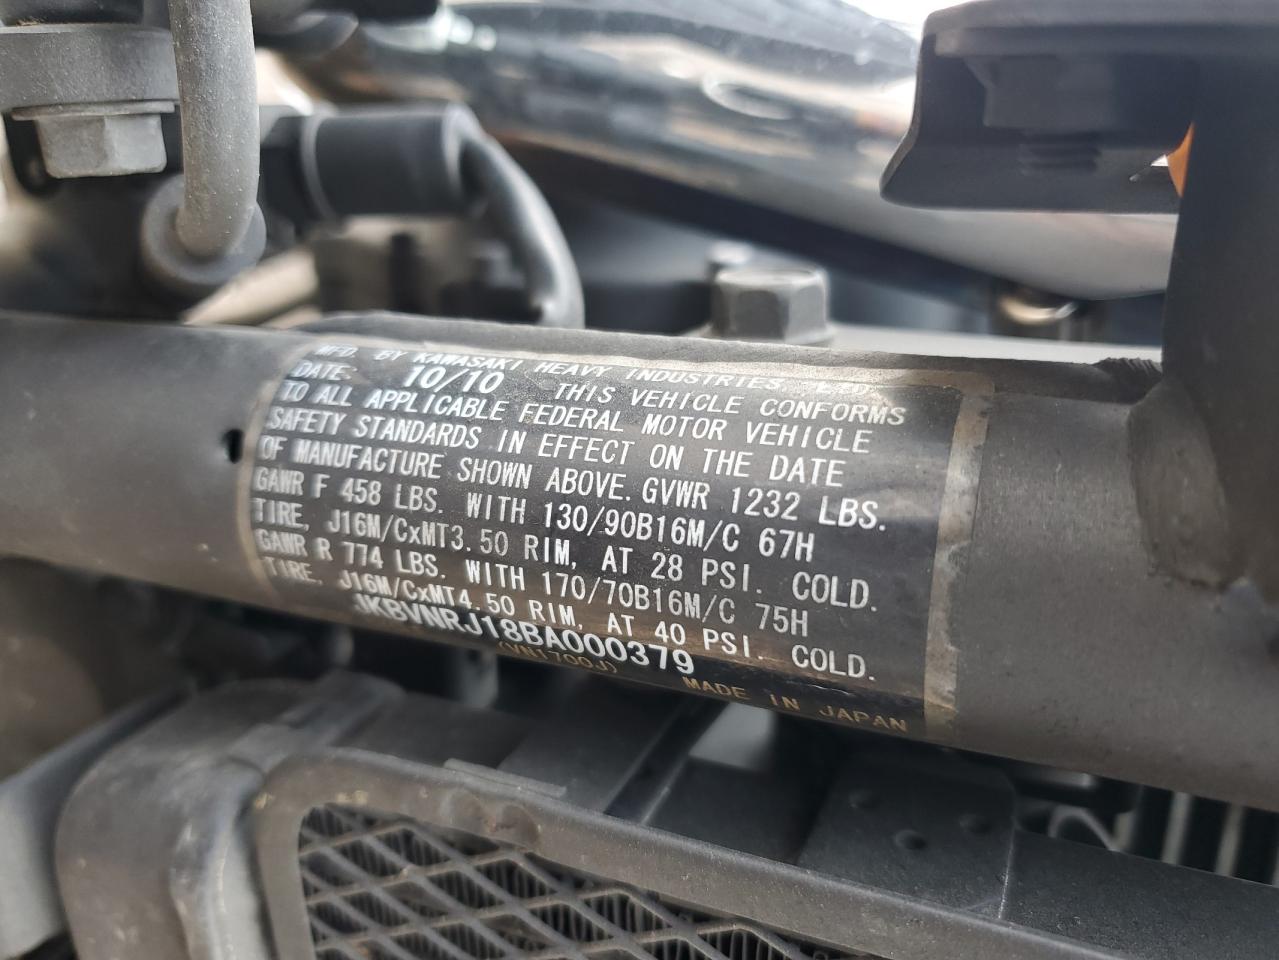 MFD. BY KAWASAKI HEAVY INDUSTRIES, LTD.
DATE: 10/10 THIS VEHICLE CONFORMS
TO ALL APPLICABLE FEDERAL MOTOR VEHICLE
SAFETY STANDARDS IN EFFECT ON THE DATE
OF MANUFACTURE SHOWN ABOVE. GVWR 1232 LBS.
GAWR F 458 LBS. WITH 130/90B16M/C 67H
TIRE, J16M/CxMT3.50 RIM, AT 28 PSI. COLD.
GAWR R 774 LBS. WITH 170/70B16M/C 75H
TIRE, J16M/CxMT4.50 RIM, AT 40 PSI. COLD.
JKBVNRJ18BA000379
(VN1700J) MADE IN JAPAN